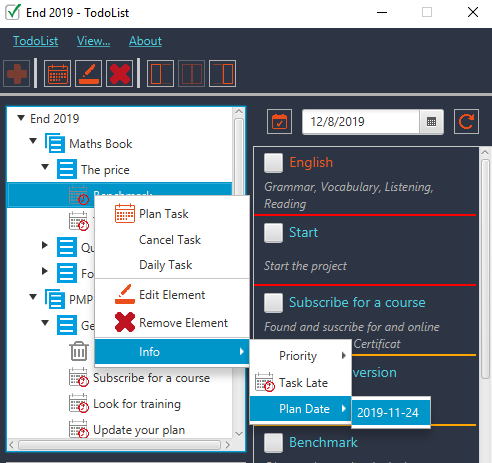 End 2019 - TodoList
TodoList View... About
12/8/2019
End 2019
Maths Book
The price
Benchmark
Plan Task
Cancel Task
Daily Task
Edit Element
Remove Element
Info
PMP
Subscribe for a course
Look for training
Update your plan
Priority
Task Late
Plan Date
2019-11-24
English
Grammar, Vocabulary, Listening,
Reading
Start
Start the project
Subscribe for a course
Found and suscribe for and online
Certificat
version
Benchmark